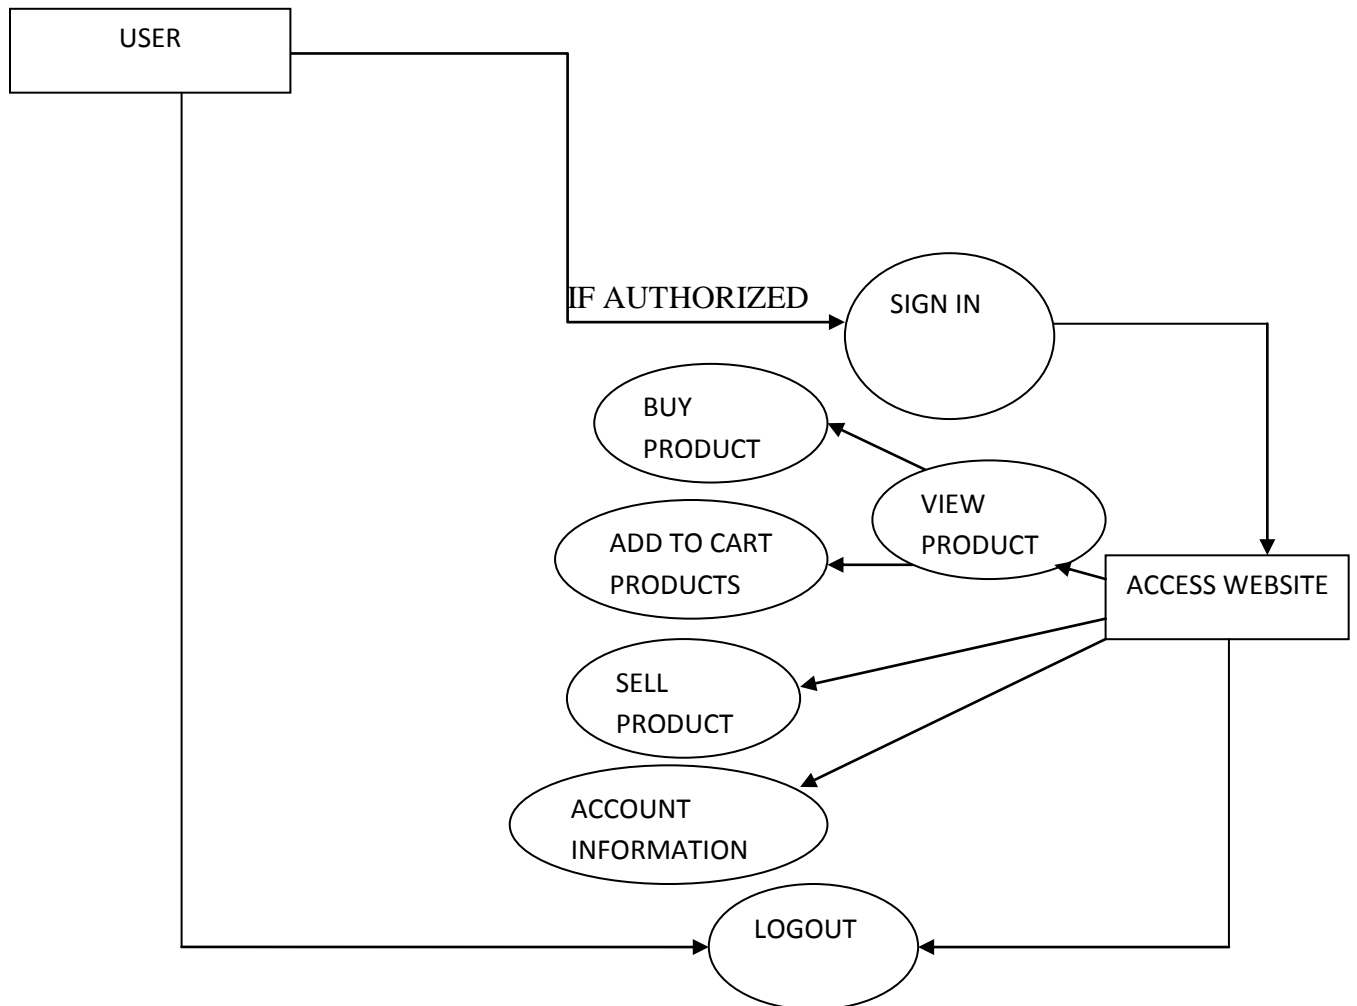 USER
IF AUTHORIZED
SIGN IN
BUY
PRODUCT
VIEW
PRODUCT
ADD TO CART
PRODUCTS
ACCESS WEBSITE
SELL
PRODUCT
ACCOUNT
INFORMATION
LOGOUT